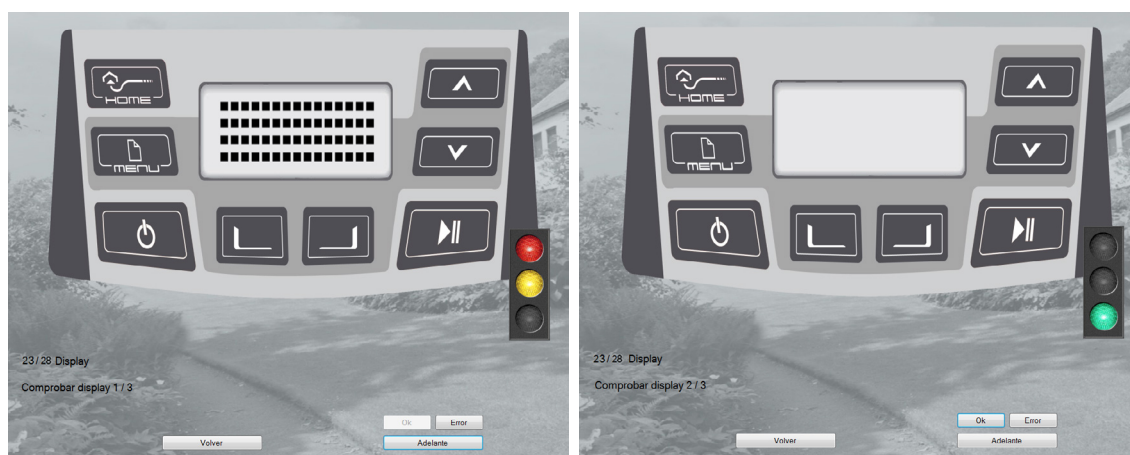 HOME
MENU
23 / 28 Display
Comprobar display 1 / 3
Ok Error
Volver Adelante
HOME
MENU
23 / 28 Display
Comprobar display 2 / 3
Ok Error
Volver Adelante